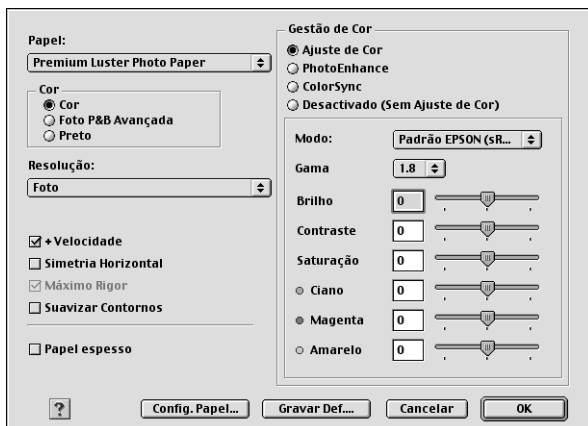 Papel:
Premium Luster Photo Paper
Cor
Cor
Foto P&B Avançada
Preto
Resolução:
Foto
+Velocidade
Simetria Horizontal
Máximo Rigor
Suavizar Contornos
Papel espesso
Gestão de Cor
Ajuste de Cor
PhotoEnhance
ColorSync
Desactivado (Sem Ajuste de Cor)
Modo: Padrão EPSON (sR...
Gama 1.8
Brilho 0
Contraste 0
Saturação 0
Ciano 0
Magenta 0
Amarelo 0
? Config. Papel... Gravar Def.... Cancelar OK